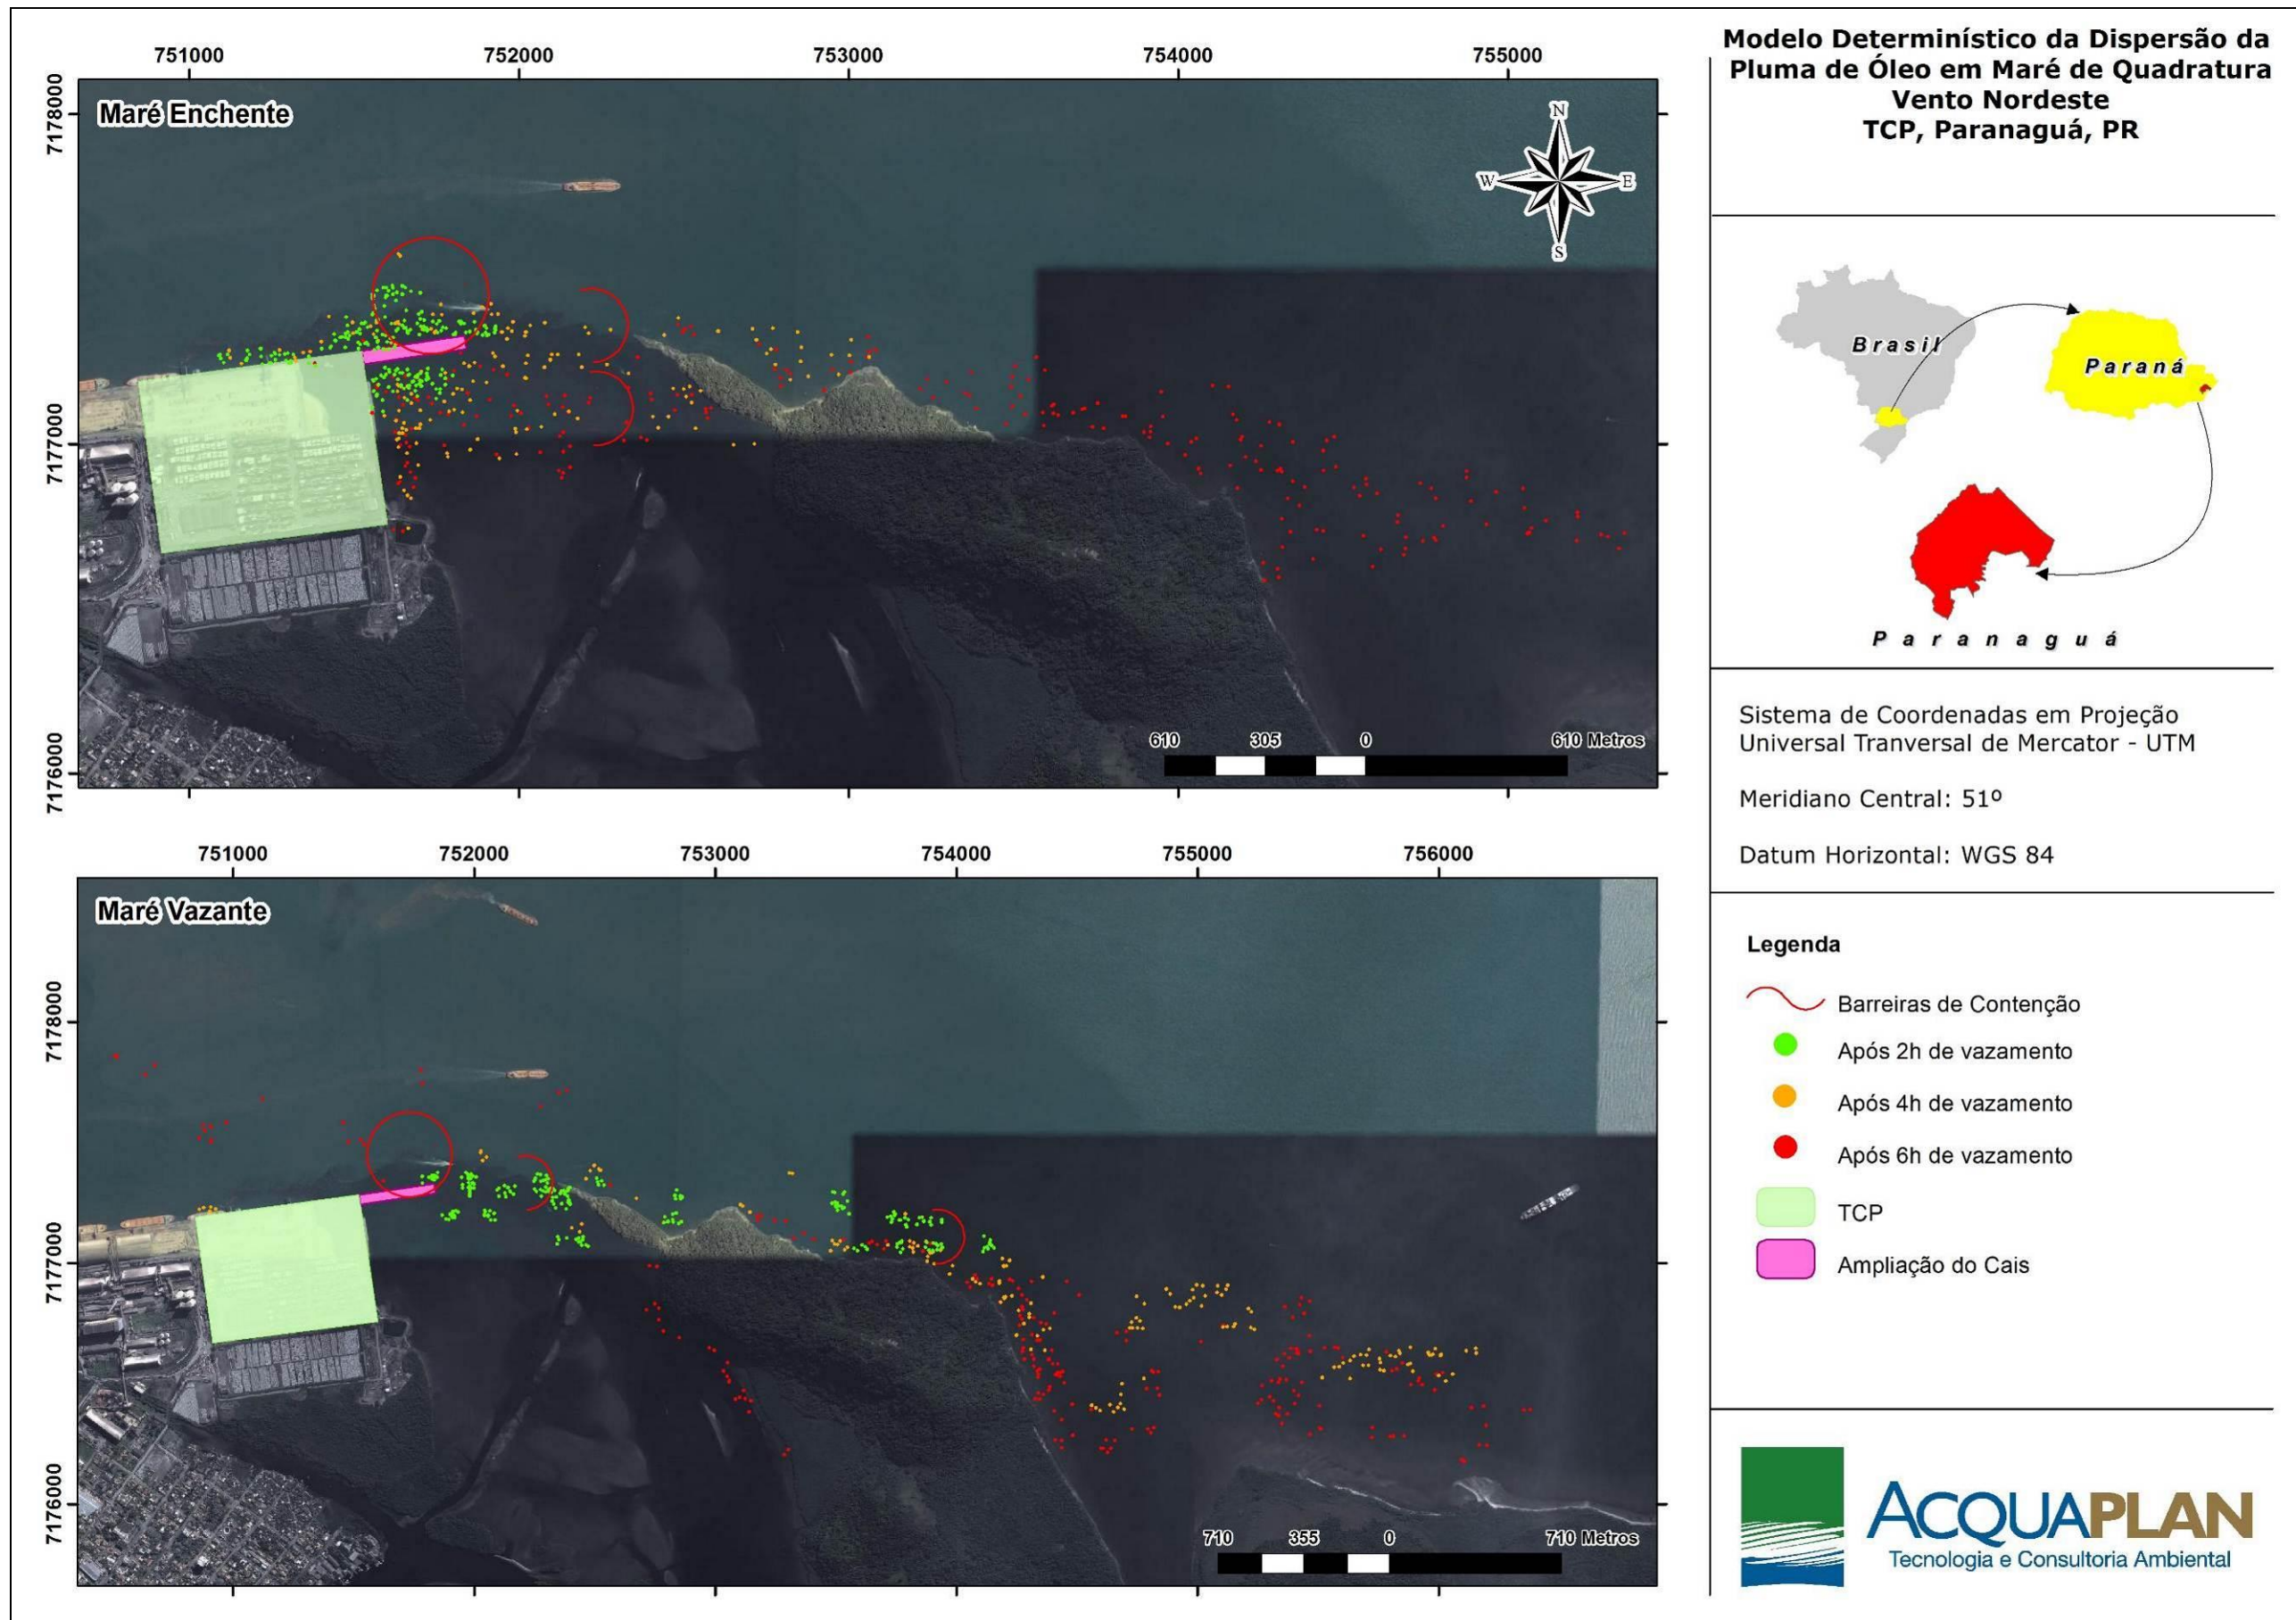 751000 752000 753000 754000 755000
7178000
7177000
7176000
Maré Enchente
N
W E
S
610 305 0 610 Metros
751000 752000 753000 754000 755000 756000
7178000
7177000
7176000
Maré Vazante
710 355 0 710 Metros
Modelo Determinístico da Dispersão da
Pluma de Óleo em Maré de Quadratura
Vento Nordeste
TCP, Paranaguá, PR
Brasil
Paraná
Paranaguá
Sistema de Coordenadas em Projeção
Universal Tranversal de Mercator - UTM
Meridiano Central: 51º
Datum Horizontal: WGS 84
Legenda
Barreiras de Contenção
Após 2h de vazamento
Após 4h de vazamento
Após 6h de vazamento
TCP
Ampliação do Cais
ACQUAPLAN
Tecnologia e Consultoria Ambiental